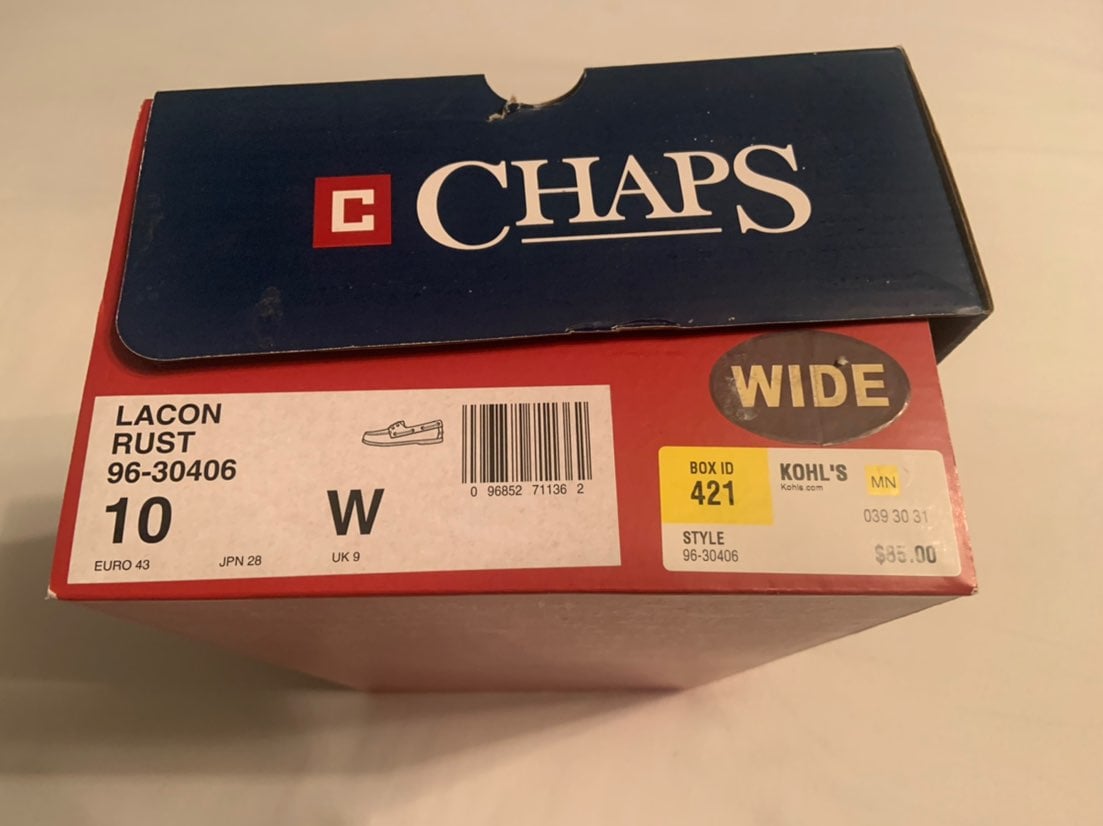 C CHAPS
WIDE
LACON
RUST
96-30406
10 W
EURO 43 JPN 28 UK 9
0 96852 71136 2
BOX ID
421
KOHL'S
Kohls.com
MN
039 30 31
STYLE
96-30406
$85.00